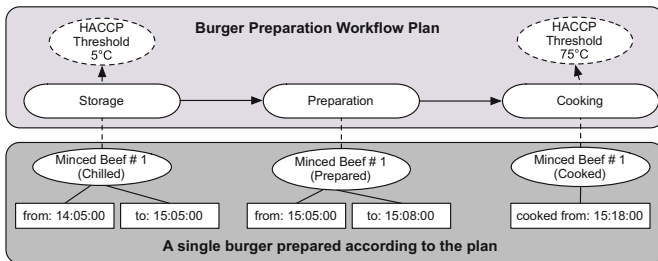 HACCP
Threshold
5°C
Burger Preparation Workflow Plan
HACCP
Threshold
75°C
Storage
Preparation
Cooking
Minced Beef # 1
(Chilled)
Minced Beef # 1
(Prepared)
Minced Beef # 1
(Cooked)
from: 14:05:00
to: 15:05:00
from: 15:05:00
to: 15:08:00
cooked from: 15:18:00
A single burger prepared according to the plan